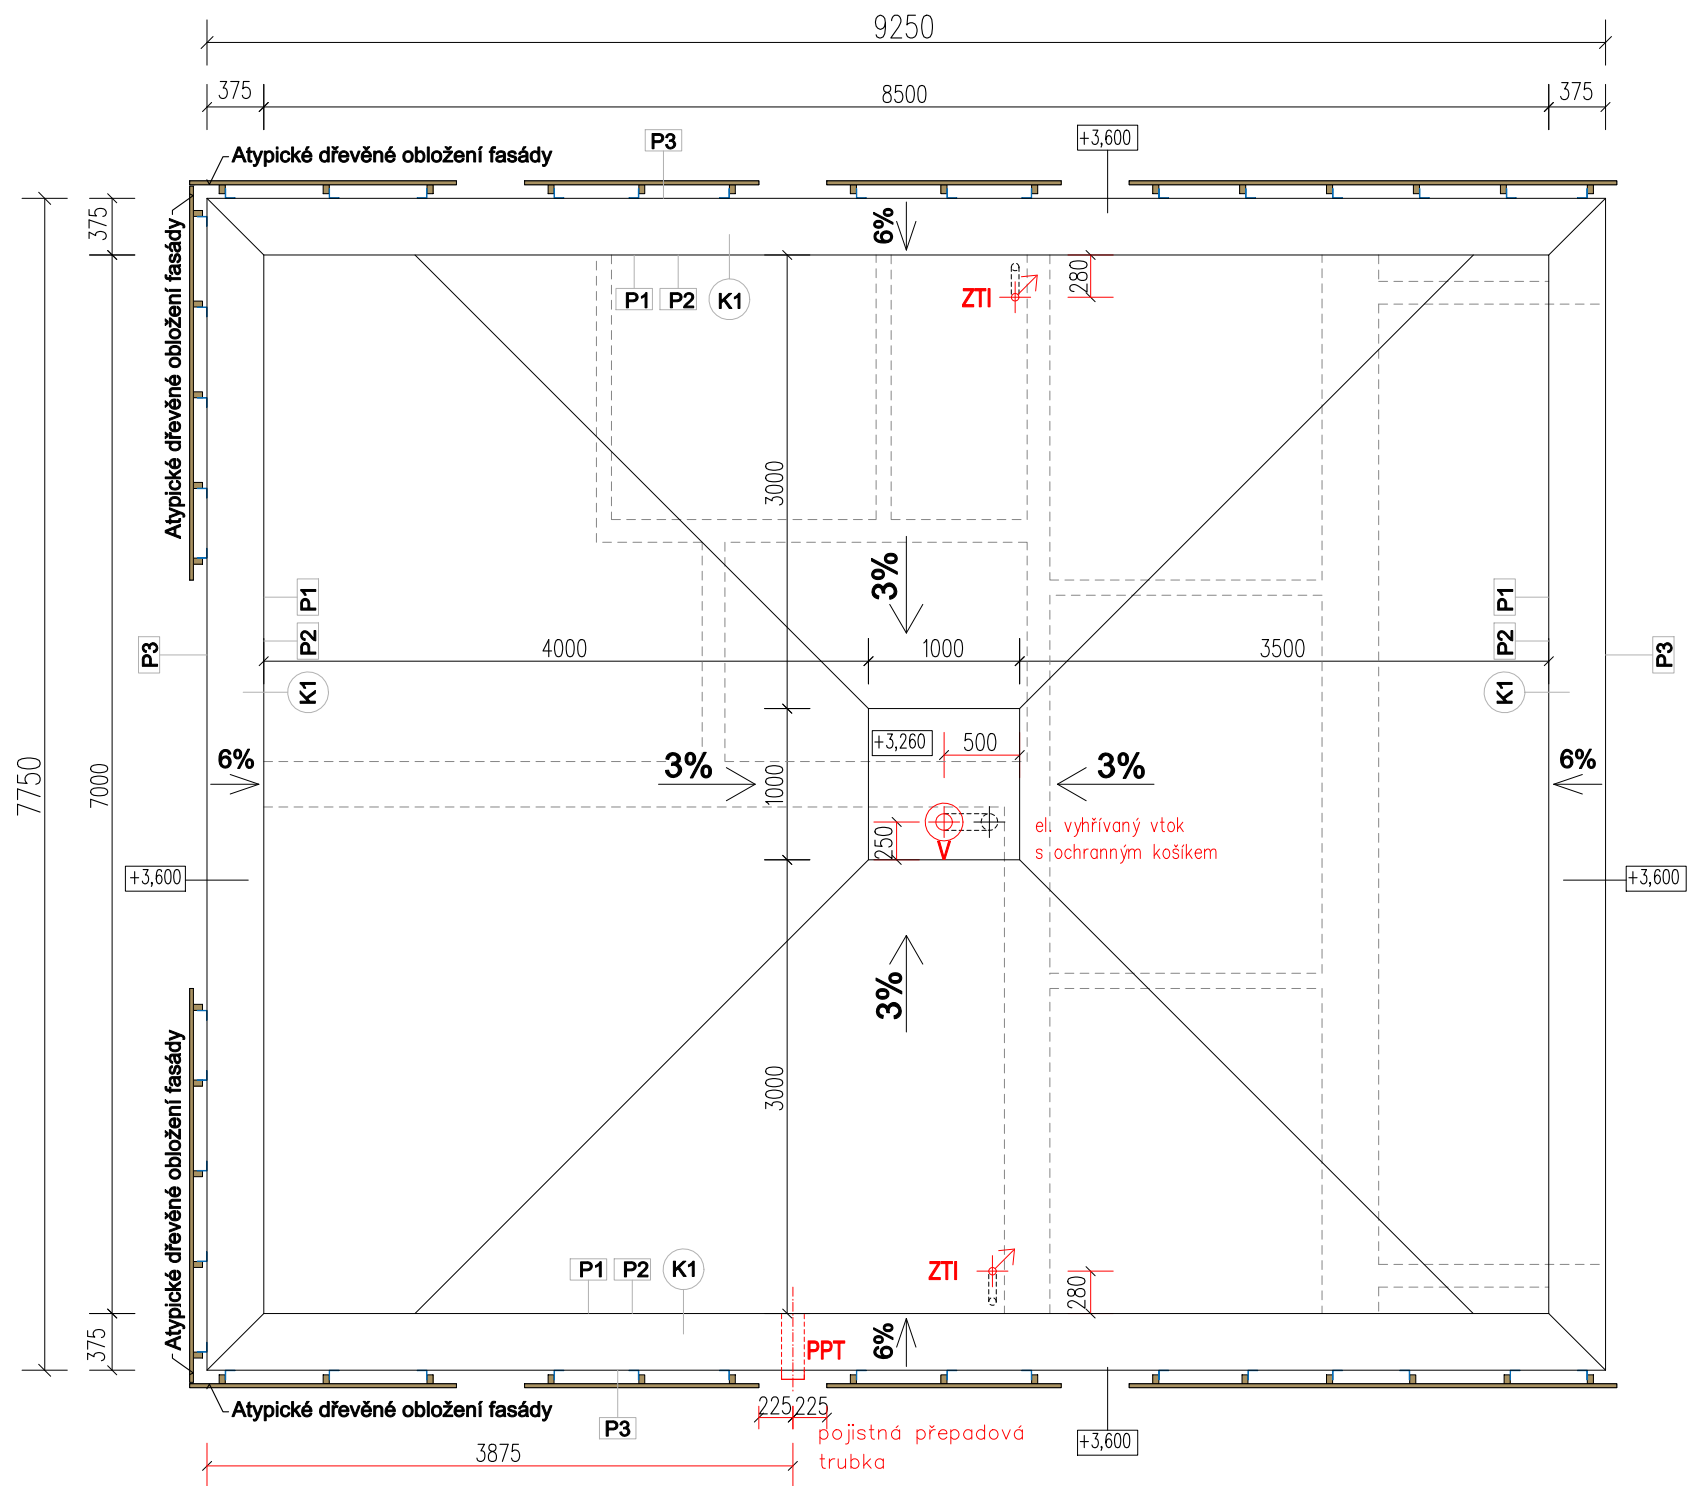 9250
375
8500
375
P3
+3,600
Atypické dřevěné obložení fasády
Atypické dřevěné obložení fasády
375
6%
P1
P2
K1
ZTI
280
3000
3%
P1
P2
P3
K1
4000
1000
3500
P1
P2
P3
K1
+3,260
500
6%
3%
3%
6%
7750
7000
1000
250
V
el. vyhřívaný vtok
s ochranným košíkem
+3,600
+3,600
3%
3000
Atypické dřevěné obložení fasády
P1
P2
K1
ZTI
280
375
PPT
6%
Atypické dřevěné obložení fasády
P3
225
225
pojistná přepadová
trubka
+3,600
3875